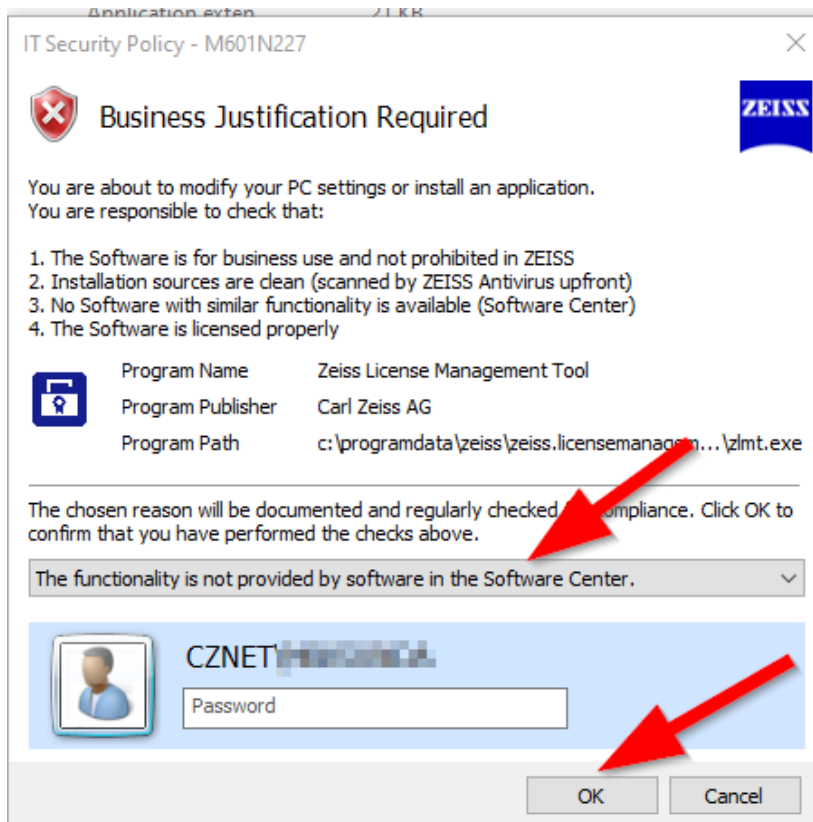 Application exten 21 KB
IT Security Policy - M601N227
Business Justification Required
ZEISS
You are about to modify your PC settings or install an application.
You are responsible to check that:
1. The Software is for business use and not prohibited in ZEISS
2. Installation sources are clean (scanned by ZEISS Antivirus upfront)
3. No Software with similar functionality is available (Software Center)
4. The Software is licensed properly
Program Name Zeiss License Management Tool
Program Publisher Carl Zeiss AG
Program Path c:\programdata\zeiss\zeiss.licensemanagem...\zlmt.exe
The chosen reason will be documented and regularly checked compliance. Click OK to
confirm that you have performed the checks above.
The functionality is not provided by software in the Software Center.
CZNET\
Password
OK Cancel